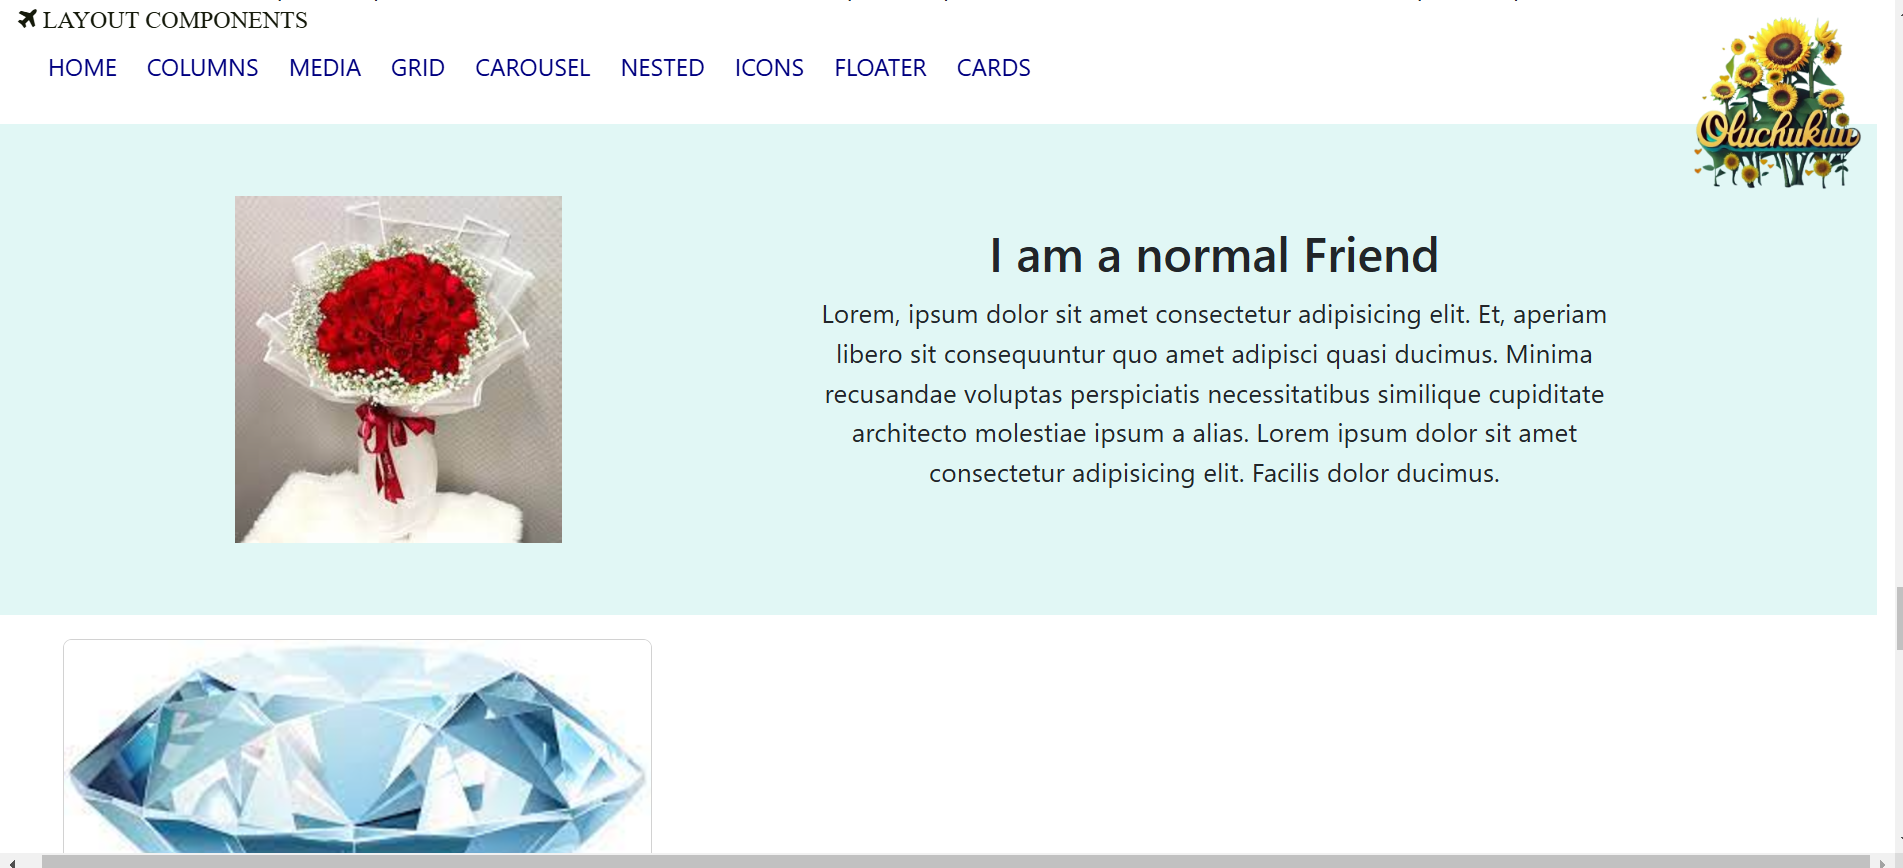 LAYOUT COMPONENTS
HOME COLUMNS MEDIA GRID CAROUSEL NESTED ICONS FLOATER CARDS
Oluchukwu
I am a normal Friend
Lorem, ipsum dolor sit amet consectetur adipisicing elit. Et, aperiam
libero sit consequuntur quo amet adipisci quasi ducimus. Minima
recusandae voluptas perspiciatis necessitatibus similique cupiditate
architecto molestiae ipsum a alias. Lorem ipsum dolor sit amet
consectetur adipisicing elit. Facilis dolor ducimus.